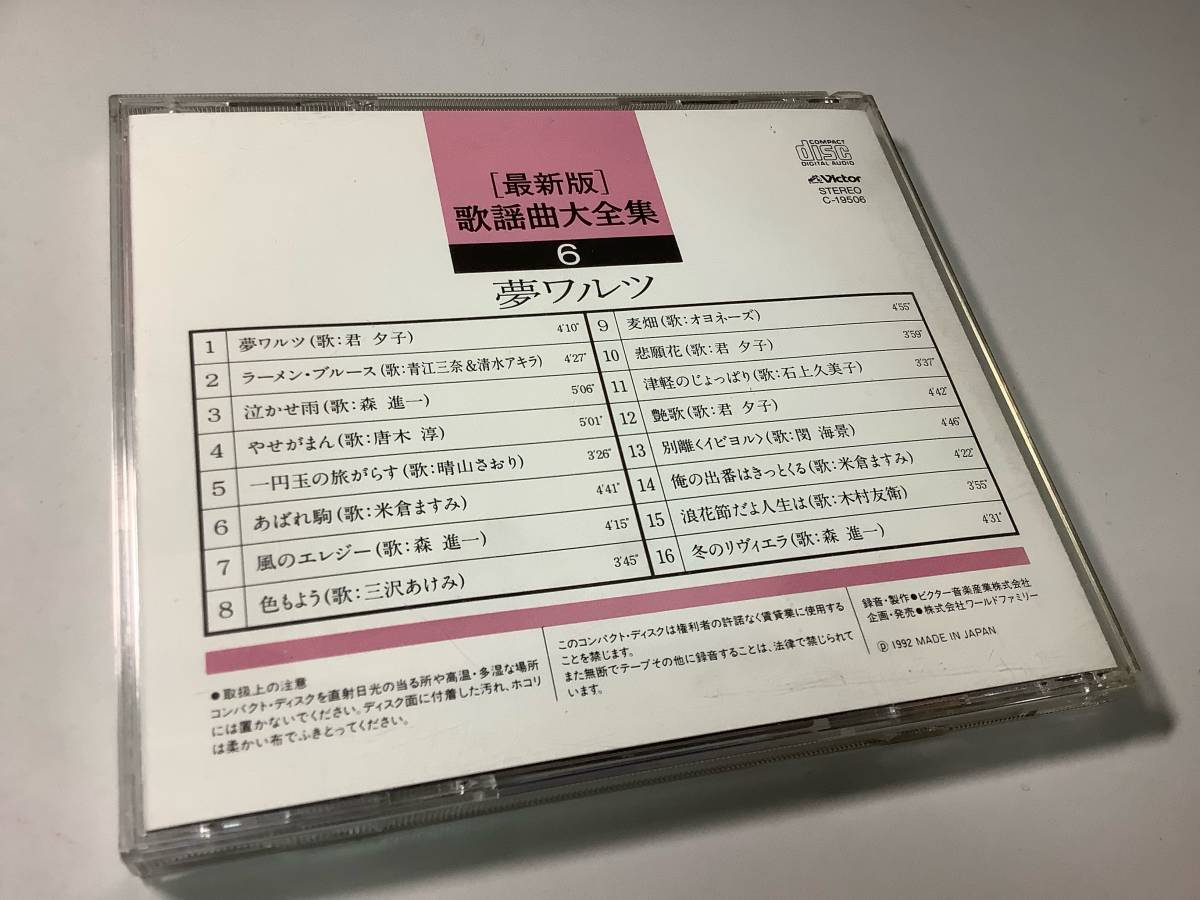 COMPACT
disc
DIGITAL AUDIO
Victor
STEREO
C-19506
[最新版]
歌謡曲大全集
6
夢ワルツ
1 夢ワルツ(歌:君 夕子) 4'10"
2 ラーメン・ブルース(歌:青江三奈&清水アキラ) 4'27"
3 泣かせ雨(歌:森 進一) 5'06"
4 やせがまん(歌:唐木 淳) 5'01"
5 一円玉の旅がらす(歌:晴山さおり) 3'26"
6 あばれ駒(歌:米倉ますみ) 4'41"
7 風のエレジー(歌:森 進一) 4'15"
8 色もよう(歌:三沢あけみ) 3'45"
9 麦畑(歌:オヨネーズ) 4'55"
10 悲願花(歌:君 夕子) 3'59"
11 津軽のじょっぱり(歌:石上久美子) 3'37"
12 艶歌(歌:君 夕子) 4'42"
13 別離〈イビヨル〉(歌:閔 海景) 4'46"
14 俺の出番はきっとくる(歌:米倉ますみ) 4'22"
15 浪花節だよ人生は(歌:木村友衛) 3'55"
16 冬のリヴィエラ(歌:森 進一) 4'31"
●取扱上の注意
コンパクト・ディスクを直射日光の当る所や高温・多湿な場所
には置かないでください。ディスク面に付着した汚れ、ホコリ
は柔かい布でふきとってください。
このコンパクト・ディスクは権利者の許諾なく賃貸業に使用する
ことを禁じます。
また無断でテープその他に録音することは、法律で禁じられて
います。
録音・製作●ビクター音楽産業株式会社
企画・発売●株式会社ワールドファミリー
Ⓟ 1992 MADE IN JAPAN